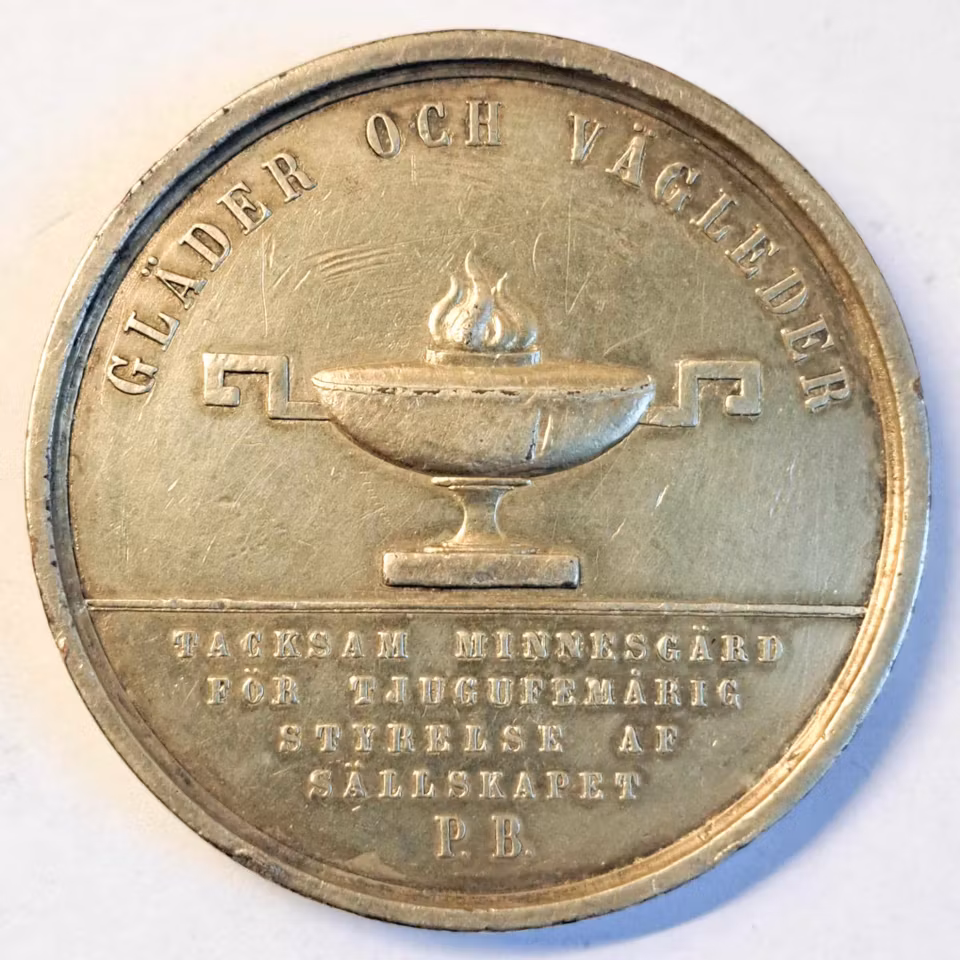 GLÄDER OCH VÄGLEDER
TACKSAM MINNESGÄRD
FÖR TJUGUFEMÅRIG
STYRELSE AF
SÄLLSKAPET
P. B.